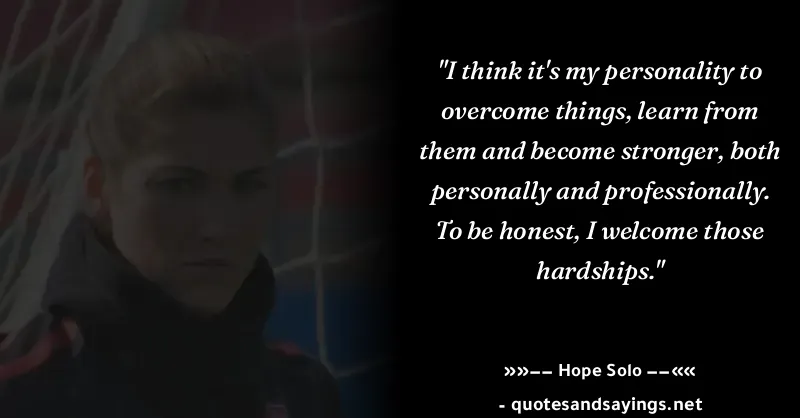 "I think it's my personality to
overcome things, learn from
them and become stronger, both
personally and professionally.
To be honest, I welcome those
hardships."
»»—— Hope Solo ——««
- quotesandsayings.net